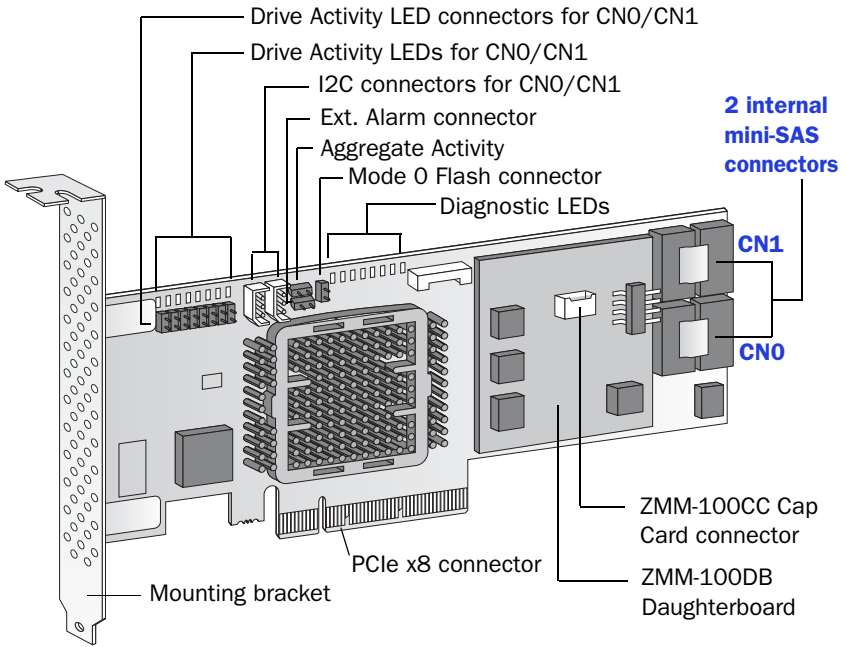 Drive Activity LED connectors for CN0/CN1
Drive Activity LEDs for CN0/CN1
I2C connectors for CN0/CN1
Ext. Alarm connector
Aggregate Activity
Mode 0 Flash connector
Diagnostic LEDs
2 internal
mini-SAS
connectors
CN1
CN0
ZMM-100CC Cap
Card connector
PCIe x8 connector
ZMM-100DB
Daughterboard
Mounting bracket